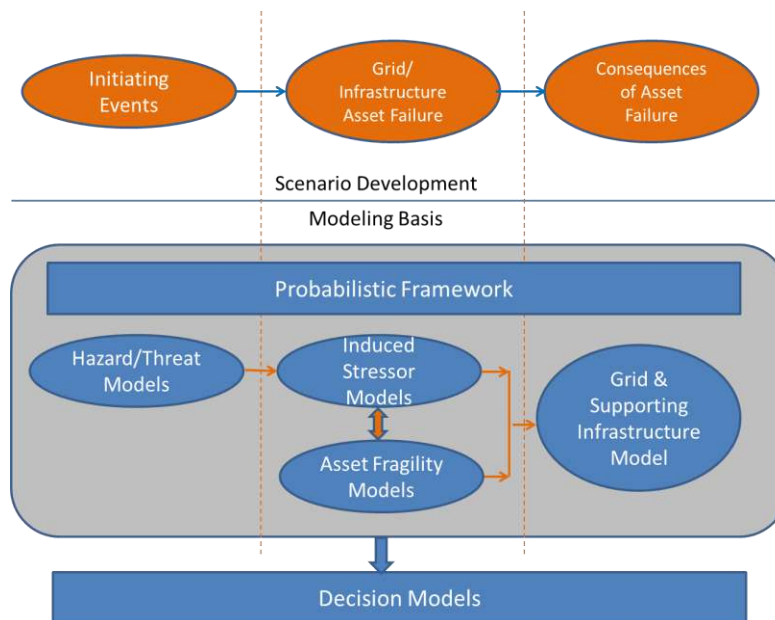 Initiating
Events
Grid/
Infrastructure
Asset Failure
Consequences
of Asset
Failure
Scenario Development
Modeling Basis
Probabilistic Framework
Hazard/Threat
Models
Induced
Stressor
Models
Asset Fragility
Models
Grid &
Supporting
Infrastructure
Model
Decision Models